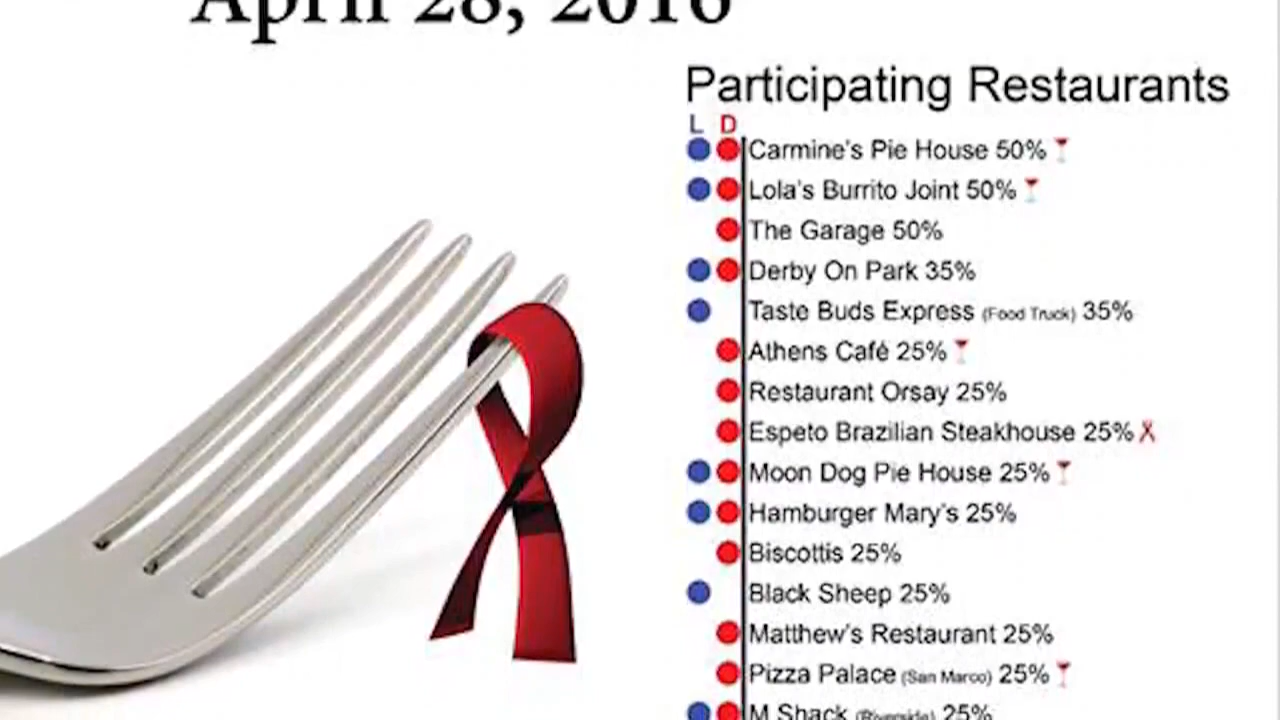 April 28, 2016
Participating Restaurants
L D
Carmine's Pie House 50%
Lola's Burrito Joint 50%
The Garage 50%
Derby On Park 35%
Taste Buds Express (Food Truck) 35%
Athens Café 25%
Restaurant Orsay 25%
Espeto Brazilian Steakhouse 25%
Moon Dog Pie House 25%
Hamburger Mary's 25%
Biscottis 25%
Black Sheep 25%
Matthew's Restaurant 25%
Pizza Palace (San Marco) 25%
M Shack (Riverside) 25%